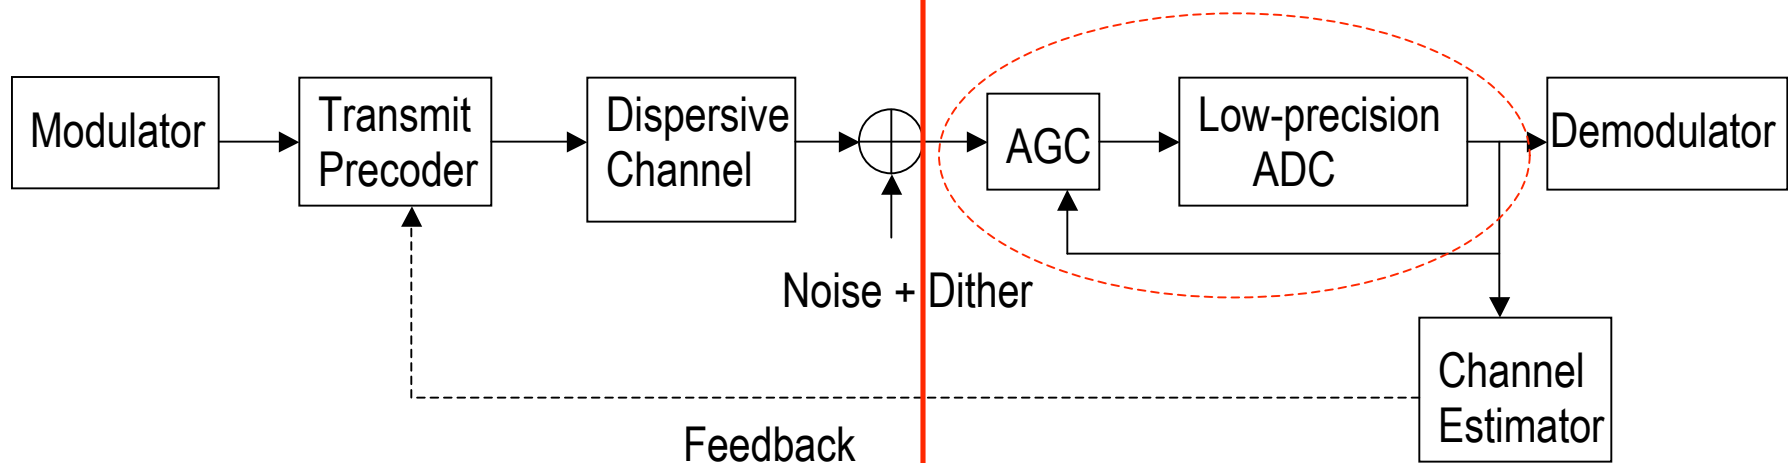 Modulator
Transmit
Precoder
Dispersive
Channel
Noise + Dither
AGC
Low-precision
ADC
Demodulator
Channel
Estimator
Feedback